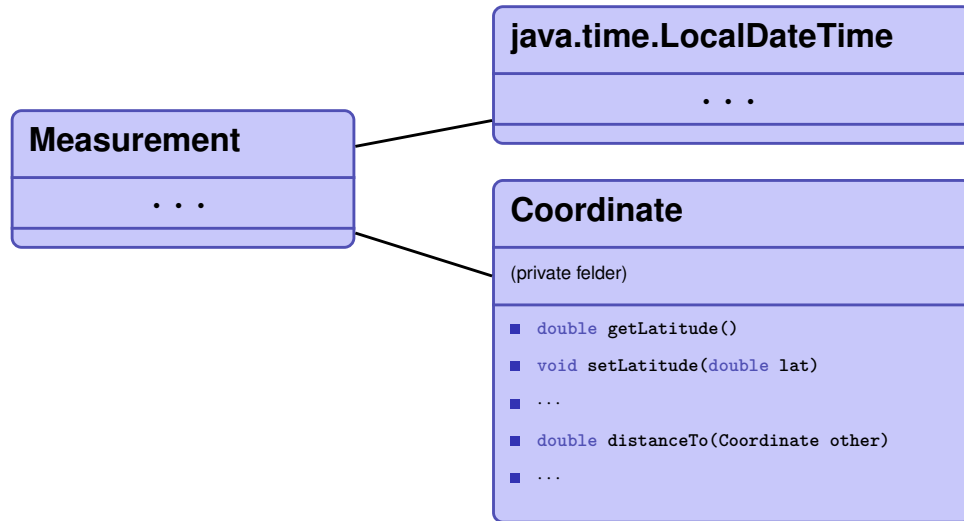 java.time.LocalDateTime
. . .
Measurement
. . .
Coordinate
(private felder)
double getLatitude()
void setLatitude(double lat)
...
double distanceTo(Coordinate other)
...